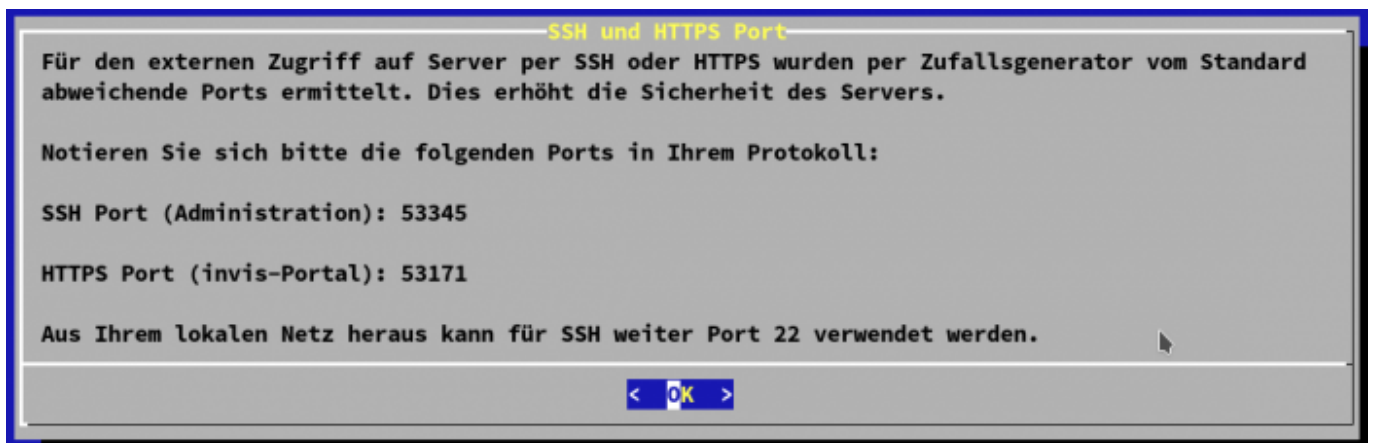 SSH und HTTPS Port
Für den externen Zugriff auf Server per SSH oder HTTPS wurden per Zufallsgenerator vom Standard
abweichende Ports ermittelt. Dies erhöht die Sicherheit des Servers.
Notieren Sie sich bitte die folgenden Ports in Ihrem Protokoll:
SSH Port (Administration): 53345
HTTPS Port (invis-Portal): 53171
Aus Ihrem lokalen Netz heraus kann für SSH weiter Port 22 verwendet werden.
< OK >